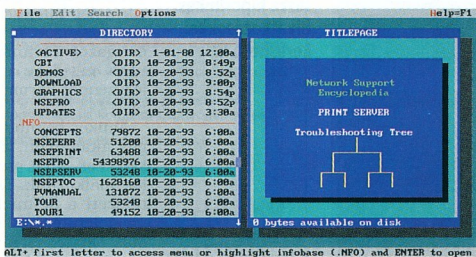 File Edit Search Options Help=F1
DIRECTORY
<ACTIVE> <DIR> 1-01-80 12:00a
CBT <DIR> 10-20-93 8:49p
DEMOS <DIR> 10-20-93 8:52p
DOWNLOAD <DIR> 10-20-93 9:00p
GRAPHICS <DIR> 10-20-93 8:54p
NSEPRO <DIR> 10-20-93 8:52p
UPDATES <DIR> 10-20-93 3:30a
.NFO
CONCEPTS 79872 10-20-93 6:00a
NSEPERR 51200 10-20-93 6:00a
NSEPRINT 63488 10-20-93 6:00a
NSEPRO 54398976 10-20-93 6:00a
NSEPSERV 53248 10-20-93 6:00a
NSEPTOC 1628160 10-20-93 6:00a
PVMANUAL 131072 10-20-93 6:00a
TOUR 53248 10-20-93 6:00a
TOUR1 49152 10-20-93 6:00a
E:\*.*
TITLEPAGE
Network Support
Encyclopedia
PRINT SERVER
Troubleshooting Tree
0 bytes available on disk
ALT+ first letter to access menu or highlight infobase (.NFO) and ENTER to open